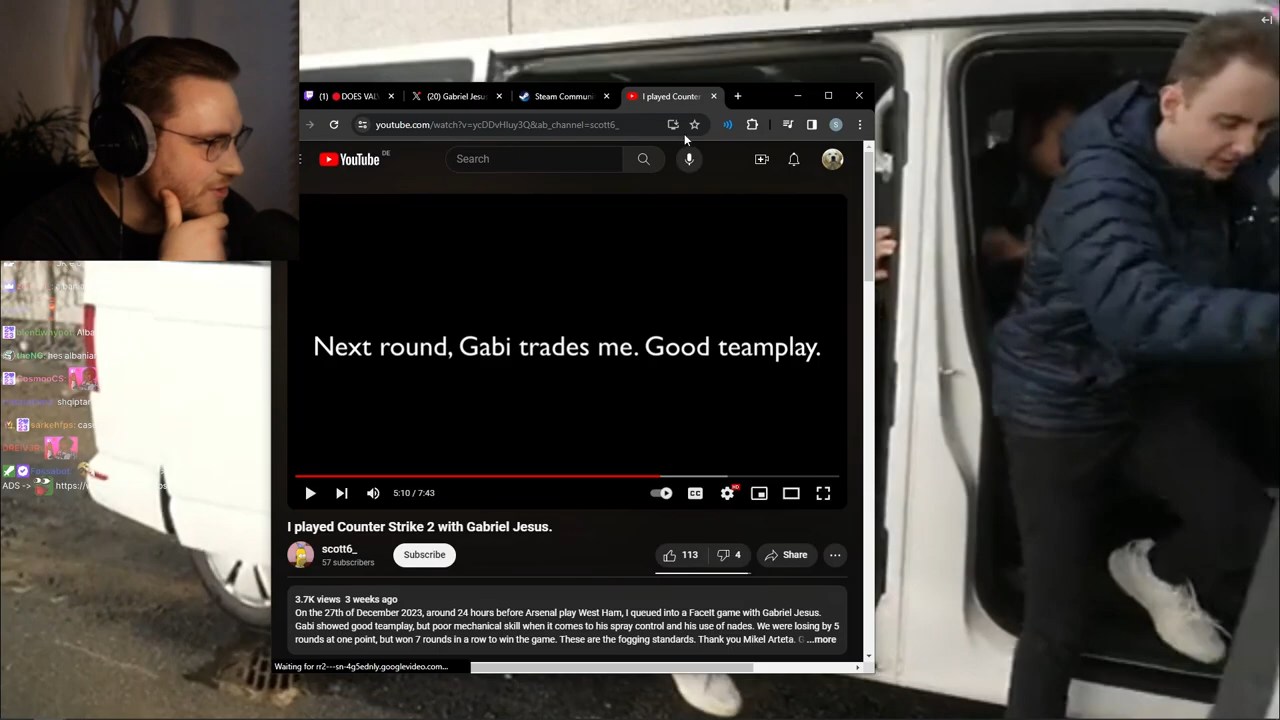 (1) 🔴DOES VAL
(20) Gabriel Jesus
Steam Commun
I played Counter
youtube.com/watch?v=ycDDvHIuy3Q&ab_channel=scott6_
YouTube DE
Search
S
Next round, Gabi trades me. Good teamplay.
5:10 / 7:43
CC
HD
I played Counter Strike 2 with Gabriel Jesus.
scott6_
57 subscribers
Subscribe
113
4
Share
3.7K views 3 weeks ago
On the 27th of December 2023, around 24 hours before Arsenal play West Ham, I queued into a FaceIt game with Gabriel Jesus.
Gabi showed good teamplay, but poor mechanical skill when it comes to his spray control and his use of nades. We were losing by 5
rounds at one point, but won 7 rounds in a row to win the game. These are the fogging standards. Thank you Mikel Arteta. G ...more
Waiting for rr2---sn-4g5ednly.googlevideo.com...
hes albanian
CosmooCS:
shqiptar
sarkehfps:
ADS -> https://